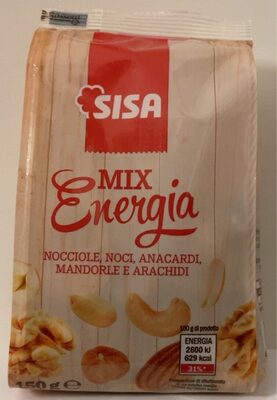 SISA
MIX
Energia
NOCCIOLE, NOCI, ANACARDI,
MANDORLE E ARACHIDI
100 g di prodotto
ENERGIA
2600 kJ
629 kcal
31%*
150 g e